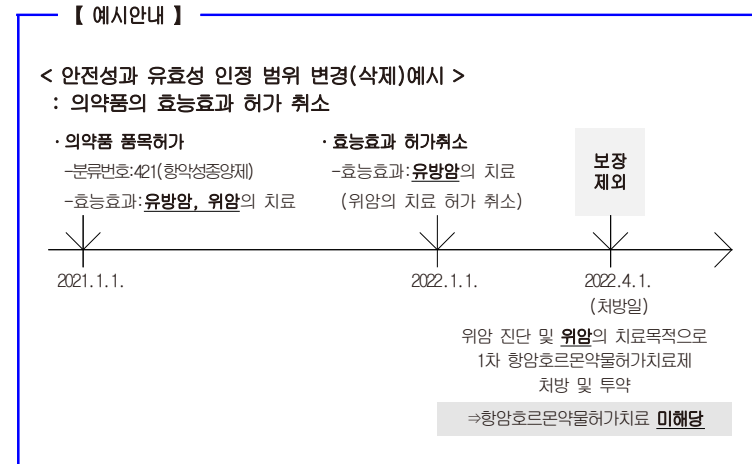 【 예시안내 】
< 안전성과 유효성 인정 범위 변경(삭제)예시 >
: 의약품의 효능효과 허가 취소
· 의약품 품목허가
-분류번호:421(항악성종양제)
-효능효과:유방암, 위암의 치료
· 효능효과 허가취소
-효능효과:유방암의 치료
(위암의 치료 허가 취소)
보장
제외
2021.1.1.
2022.1.1.
2022.4.1.
(처방일)
위암 진단 및 위암의 치료목적으로
1차 항암호르몬약물허가치료제
처방 및 투약
⇒항암호르몬약물허가치료 미해당